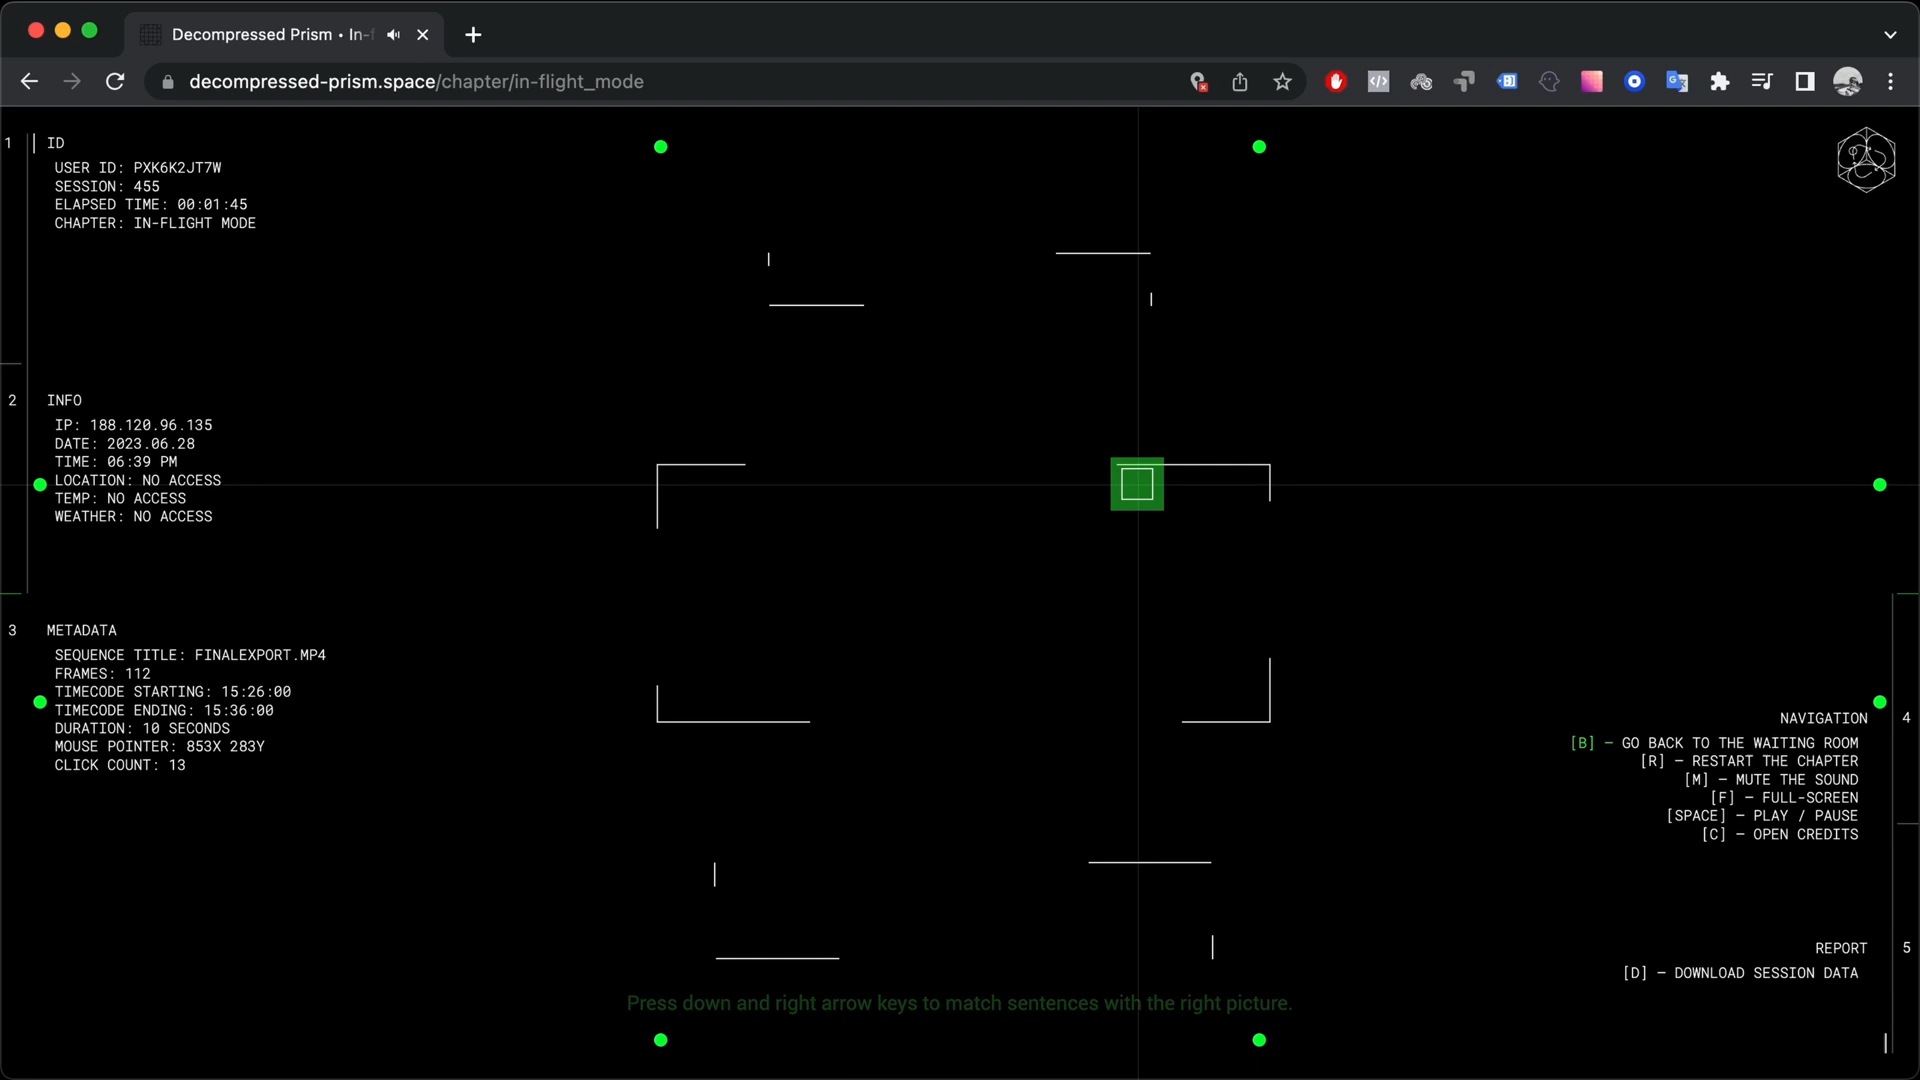 Decompressed Prism • In-f
decompressed-prism.space/chapter/in-flight_mode
1 ID
USER ID: PXK6K2JT7W
SESSION: 455
ELAPSED TIME: 00:01:45
CHAPTER: IN-FLIGHT MODE
2 INFO
IP: 188.120.96.135
DATE: 2023.06.28
TIME: 06:39 PM
LOCATION: NO ACCESS
TEMP: NO ACCESS
WEATHER: NO ACCESS
3 METADATA
SEQUENCE TITLE: FINALEXPORT.MP4
FRAMES: 112
TIMECODE STARTING: 15:26:00
TIMECODE ENDING: 15:36:00
DURATION: 10 SECONDS
MOUSE POINTER: 853X 283Y
CLICK COUNT: 13
NAVIGATION 4
[B] – GO BACK TO THE WAITING ROOM
[R] – RESTART THE CHAPTER
[M] – MUTE THE SOUND
[F] – FULL-SCREEN
[SPACE] – PLAY / PAUSE
[C] – OPEN CREDITS
REPORT 5
[D] – DOWNLOAD SESSION DATA
Press down and right arrow keys to match sentences with the right picture.